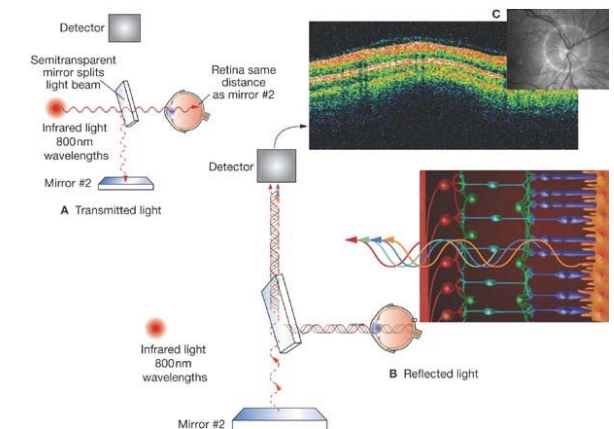 C
Detector
Semitransparent
mirror splits
light beam
Retina same
distance
as mirror #2
Infrared light
800nm
wavelengths
Mirror #2
A Transmitted light
Detector
Infrared light
800nm
wavelengths
B Reflected light
Mirror #2